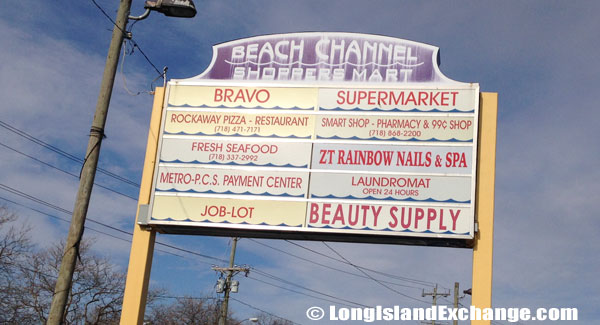 BEACH CHANNEL
SHOPPERS MART
BRAVO SUPERMARKET
ROCKAWAY PIZZA - RESTAURANT
(718) 471-7171
SMART SHOP - PHARMACY & 99¢ SHOP
(718) 868-2200
FRESH SEAFOOD
(718) 337-2992
ZT RAINBOW NAILS & SPA
METRO-P.C.S. PAYMENT CENTER
LAUNDROMAT
OPEN 24 HOURS
JOB-LOT
BEAUTY SUPPLY
© LongIslandExchange.com